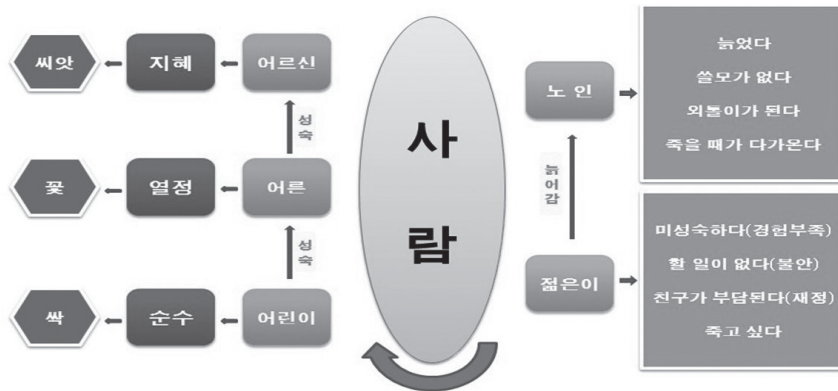 씨앗
지혜
어르신
성숙
꽃
열정
어른
성숙
싹
순수
어린이
사
람
노 인
늙어감
젊은이
늙었다
쓸모가 없다
외톨이가 된다
죽을 때가 다가온다
미성숙하다(경험부족)
할 일이 없다(불안)
친구가 부담된다(재정)
죽고 싶다